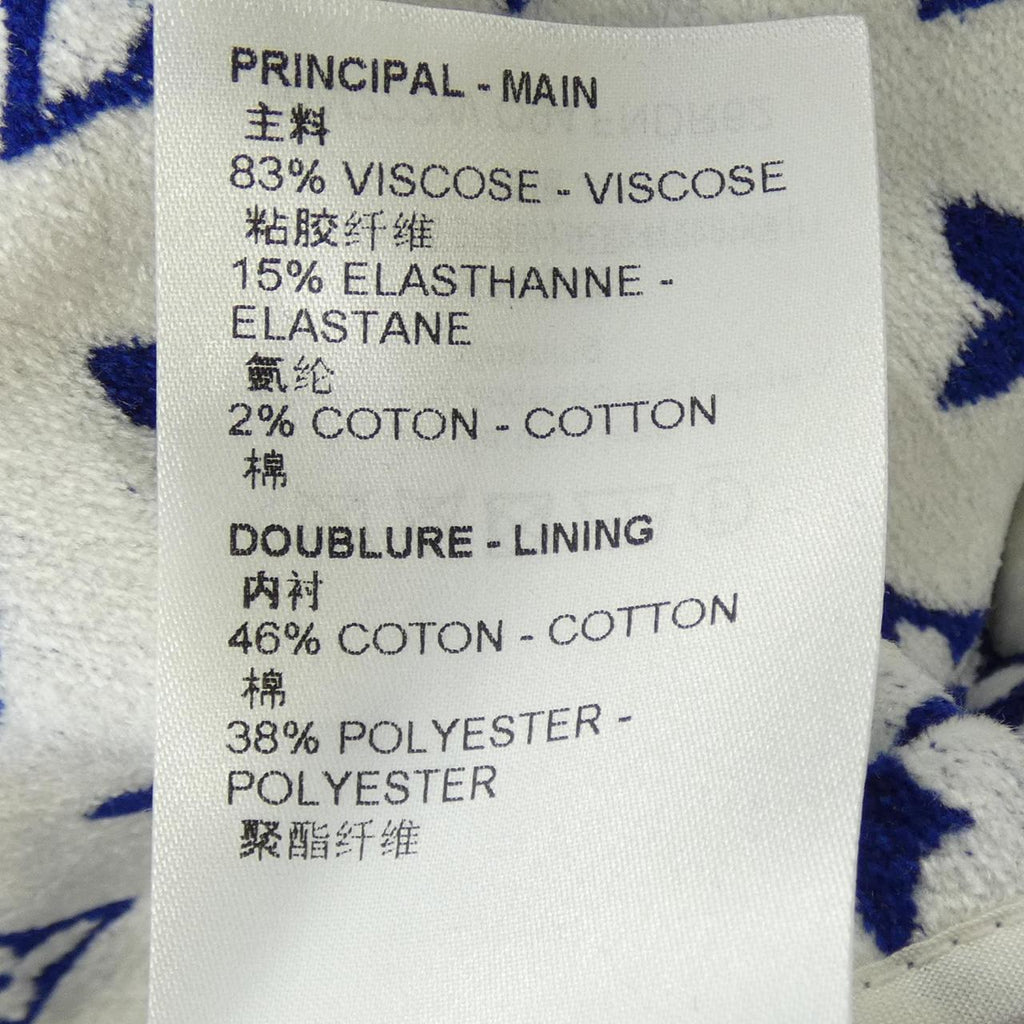 PRINCIPAL - MAIN
主料
83% VISCOSE - VISCOSE
粘胶纤维
15% ELASTHANNE -
ELASTANE
氨纶
2% COTON - COTTON
棉
DOUBLURE - LINING
内衬
46% COTON - COTTON
棉
38% POLYESTER -
POLYESTER
聚酯纤维